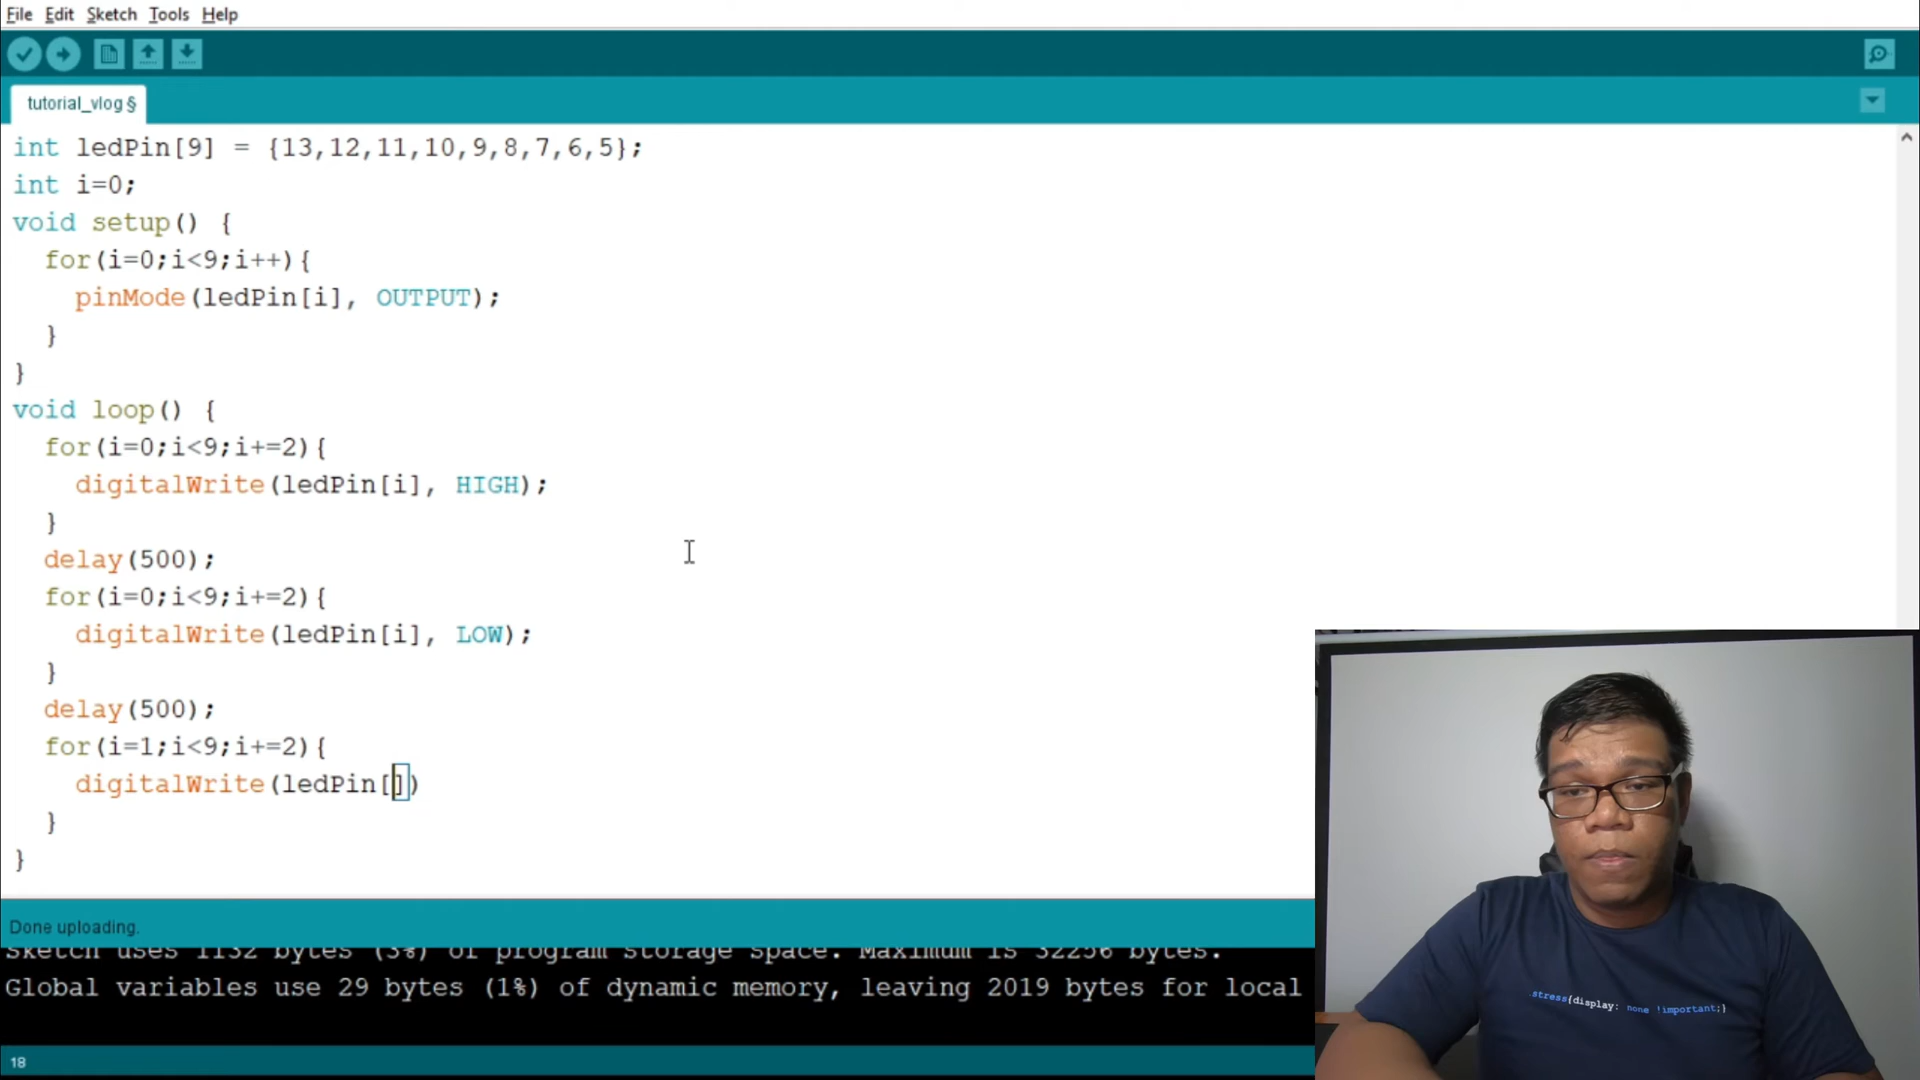 File Edit Sketch Tools Help
tutorial_vlog §
int ledPin[9] = {13,12,11,10,9,8,7,6,5};
int i=0;
void setup() {
for(i=0;i<9;i++){
pinMode(ledPin[i], OUTPUT);
}
}
void loop() {
for(i=0;i<9;i+=2){
digitalWrite(ledPin[i], HIGH);
}
delay(500);
for(i=0;i<9;i+=2){
digitalWrite(ledPin[i], LOW);
}
delay(500);
for(i=1;i<9;i+=2){
digitalWrite(ledPin[])
}
}
Done uploading.
Sketch uses 1132 bytes (3%) of program storage space. Maximum is 32256 bytes.
Global variables use 29 bytes (1%) of dynamic memory, leaving 2019 bytes for local
18
.stress{display: none !important;}